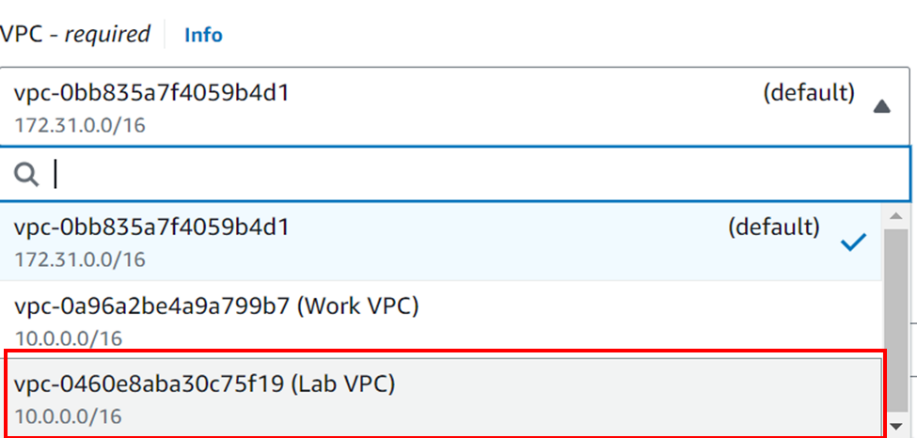 VPC - required Info
vpc-0bb835a7f4059b4d1 (default)
172.31.0.0/16
vpc-0bb835a7f4059b4d1 (default)
172.31.0.0/16
vpc-0a96a2be4a9a799b7 (Work VPC)
10.0.0.0/16
vpc-0460e8aba30c75f19 (Lab VPC)
10.0.0.0/16